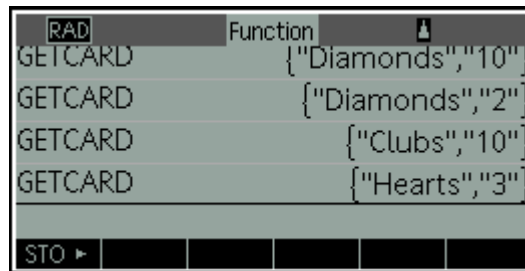 RAD Function
GETCARD {"Diamonds","10"}
GETCARD {"Diamonds","2"}
GETCARD {"Clubs","10"}
GETCARD {"Hearts","3"}
STO ►